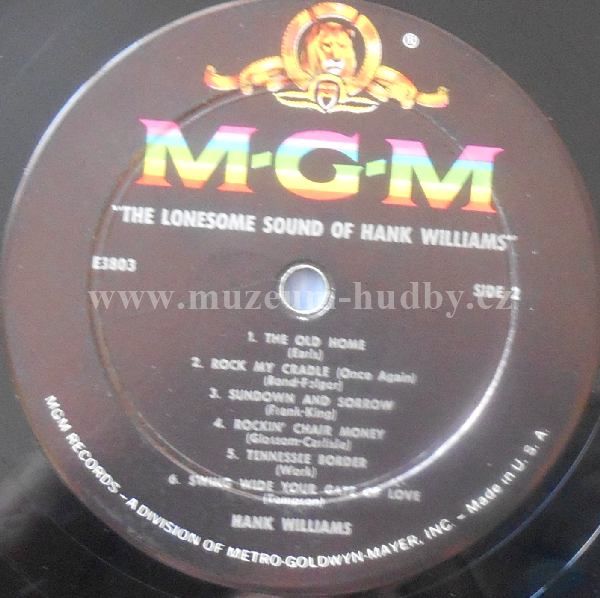 ®
M-G-M
"THE LONESOME SOUND OF HANK WILLIAMS"
E3803
SIDE 2
www.muzeum-hudby.cz
1. THE OLD HOME
(Earls)
2. ROCK MY CRADLE (Once Again)
(Bond-Folger)
3. SUNDOWN AND SORROW
(Frank-King)
4. ROCKIN' CHAIR MONEY
(Glosson-Carlisle)
5. TENNESSEE BORDER
(Work)
6. SWING WIDE YOUR GATE OF LOVE
(Tompson)
HANK WILLIAMS
MGM RECORDS – A DIVISION OF METRO-GOLDWYN-MAYER, INC. – Made in U. S. A.